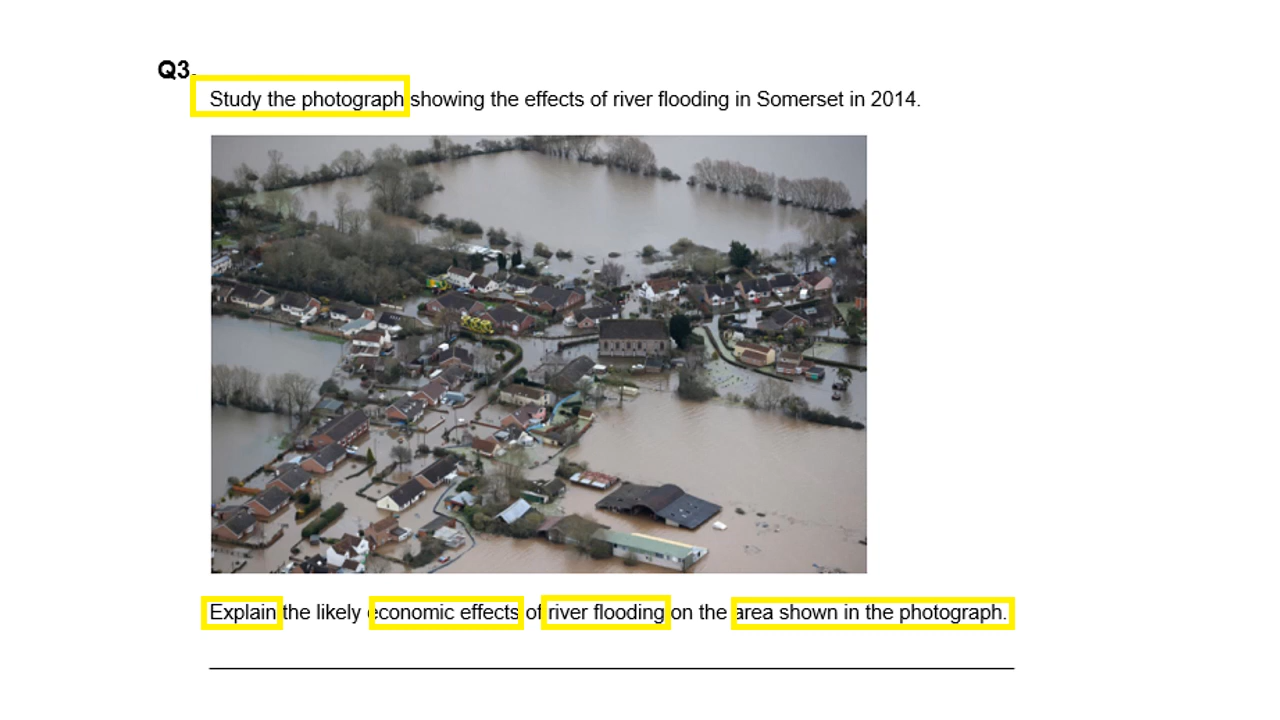 Q3.
Study the photograph showing the effects of river flooding in Somerset in 2014.
Explain the likely economic effects of river flooding on the area shown in the photograph.